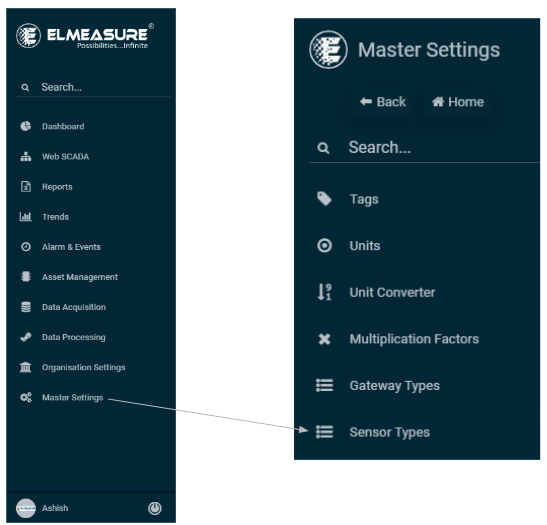 ELMEASURE®
Possibilities...Infinite
Search...
Dashboard
Web SCADA
Reports
Trends
Alarm & Events
Asset Management
Data Acquisition
Data Processing
Organisation Settings
Master Settings
Ashish
Master Settings
Back Home
Search...
Tags
Units
Unit Converter
Multiplication Factors
Gateway Types
Sensor Types